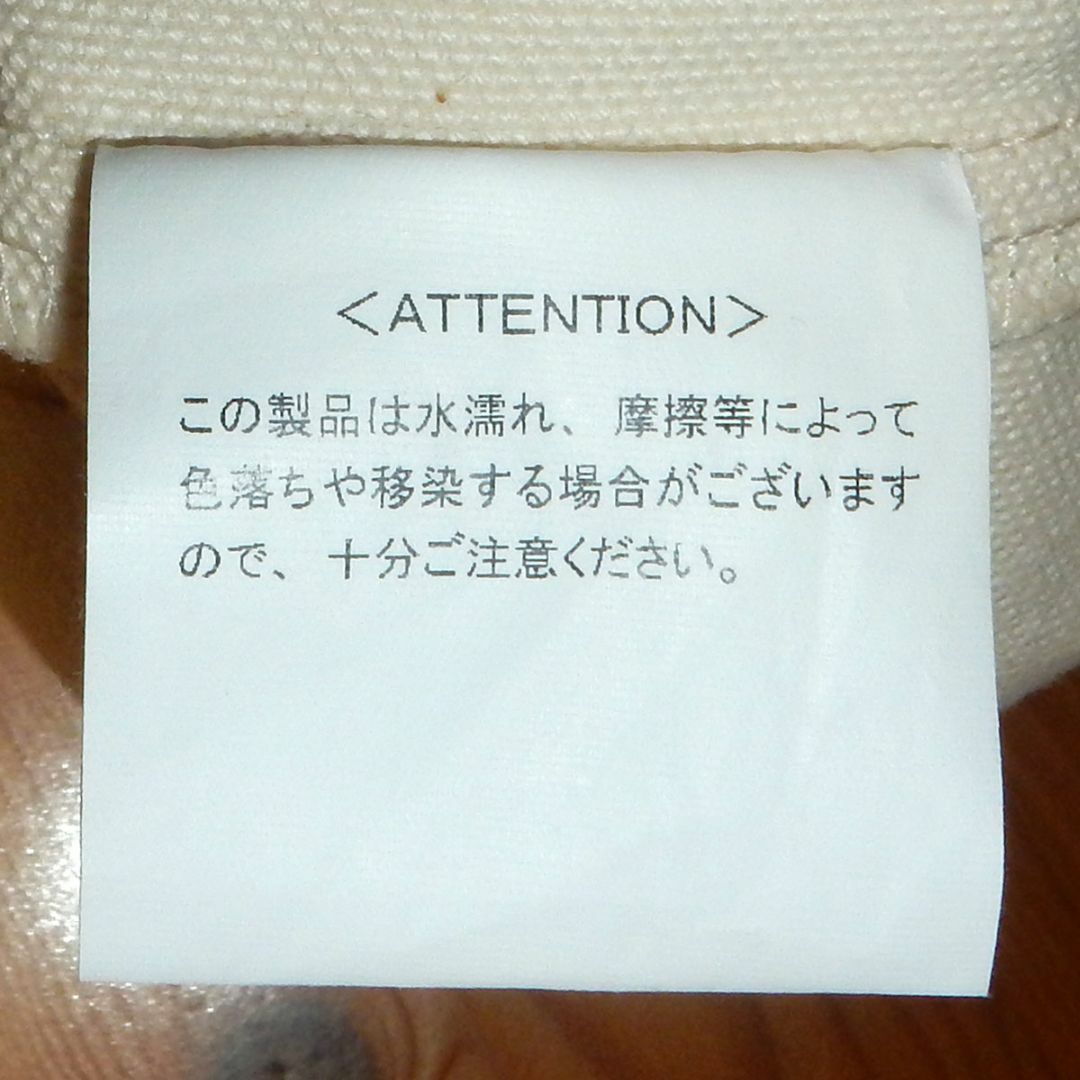 ＜ATTENTION＞
この製品は水濡れ、摩擦等によって
色落ちや移染する場合がございます
ので、十分ご注意ください。